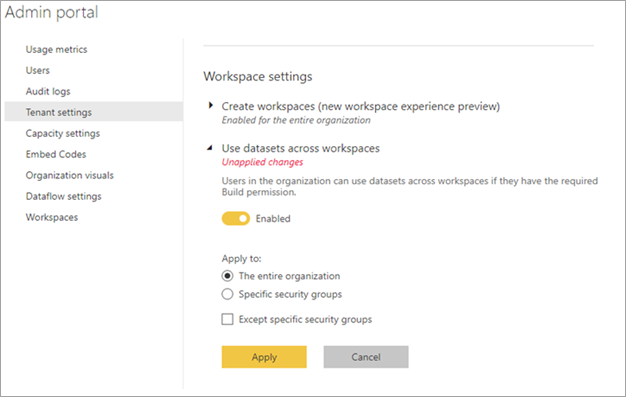 Admin portal
Usage metrics
Users
Audit logs
Tenant settings
Capacity settings
Embed Codes
Organization visuals
Dataflow settings
Workspaces
Workspace settings
Create workspaces (new workspace experience preview)
Enabled for the entire organization
Use datasets across workspaces
Unapplied changes
Users in the organization can use datasets across workspaces if they have the required
Build permission.
Enabled
Apply to:
The entire organization
Specific security groups
Except specific security groups
Apply
Cancel